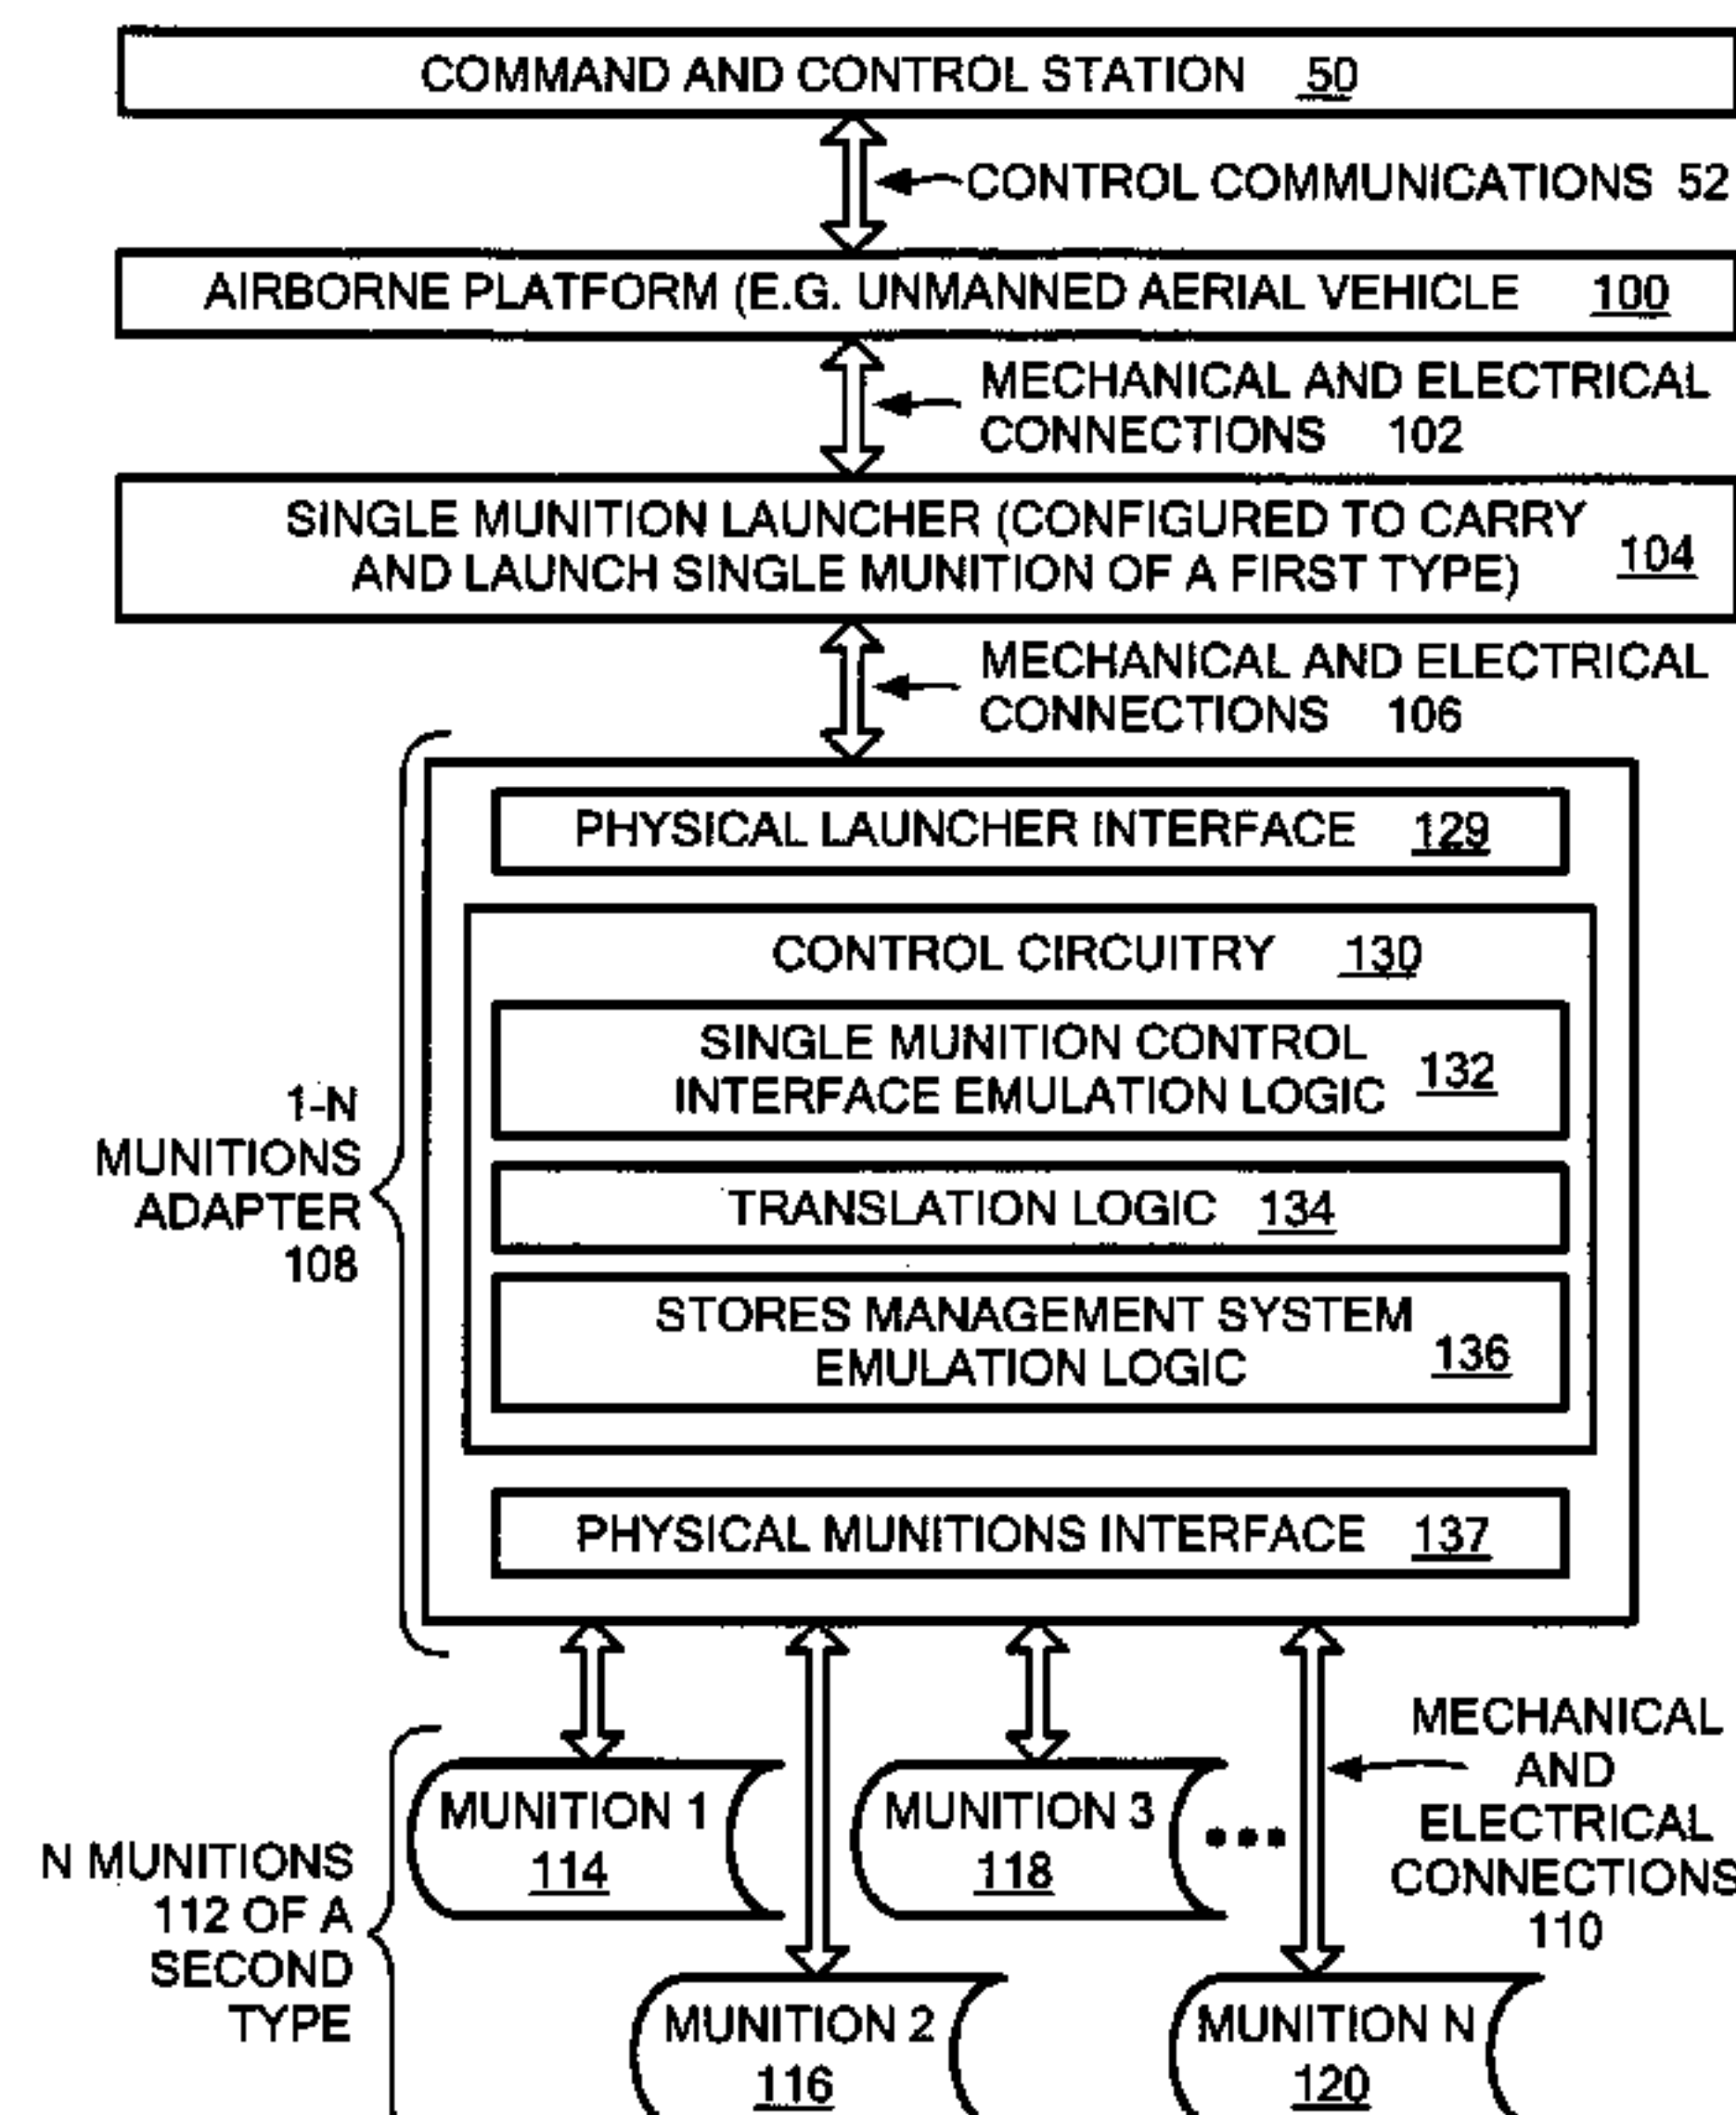 COMMAND AND CONTROL STATION 50
CONTROL COMMUNICATIONS 52
AIRBORNE PLATFORM (E.G. UNMANNED AERIAL VEHICLE 100
MECHANICAL AND ELECTRICAL
CONNECTIONS 102
SINGLE MUNITION LAUNCHER (CONFIGURED TO CARRY
AND LAUNCH SINGLE MUNITION OF A FIRST TYPE) 104
MECHANICAL AND ELECTRICAL
CONNECTIONS 106
PHYSICAL LAUNCHER INTERFACE 129
CONTROL CIRCUITRY 130
SINGLE MUNITION CONTROL
INTERFACE EMULATION LOGIC 132
1-N
MUNITIONS
ADAPTER
108
TRANSLATION LOGIC 134
STORES MANAGEMENT SYSTEM
EMULATION LOGIC 136
PHYSICAL MUNITIONS INTERFACE 137
MECHANICAL
AND
ELECTRICAL
CONNECTIONS
110
N MUNITIONS
112 OF A
SECOND
TYPE
MUNITION 1
114
MUNITION 3
118
•••
MUNITION 2
116
MUNITION N
120